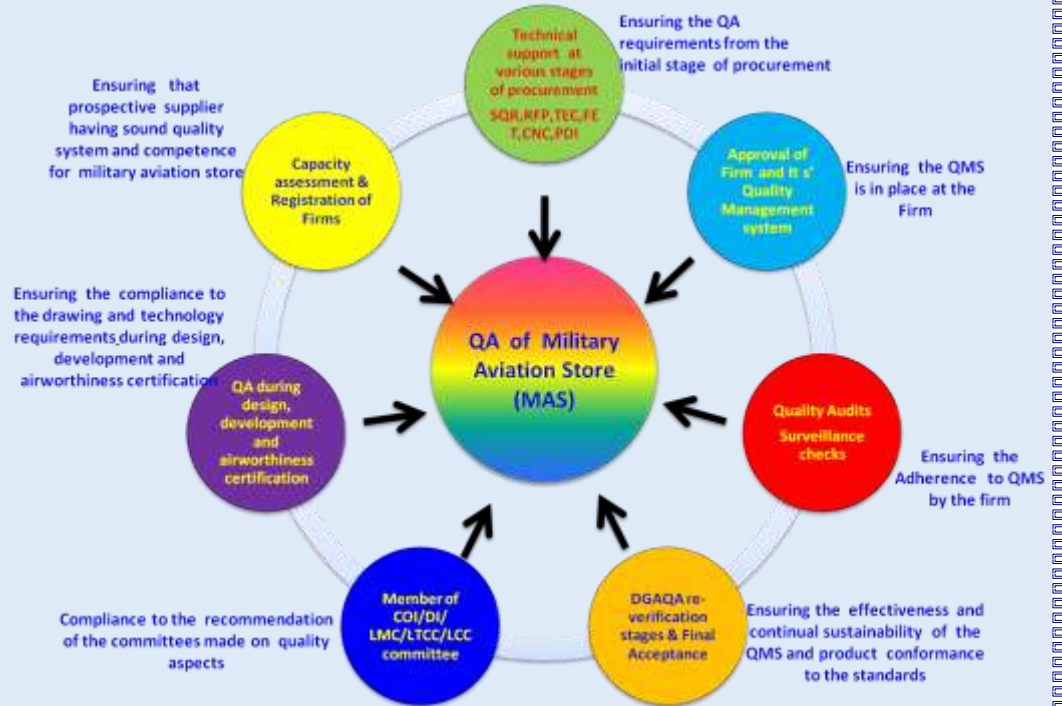 Technical
support at
various stages
of procurement
SQR,RFP,TEC,FE
T,CNC,PDI
Ensuring the QA
requirements from the
initial stage of procurement
Approval of
Firm and It s'
Quality
Management
system
Ensuring the QMS
is in place at the
Firm
Quality Audits
Surveillance
checks
Ensuring the
Adherence to QMS
by the firm
DGAQA re-
verification
stages & Final
Acceptance
Ensuring the effectiveness and
continual sustainability of the
QMS and product conformance
to the standards
Member of
COI/DI/
LMC/LTCC/LCC
committee
Compliance to the recommendation
of the committees made on quality
aspects
QA during
design,
development
and
airworthiness
certification
Ensuring the compliance to
the drawing and technology
requirements during design,
development and
airworthiness certification
Capacity
assessment &
Registration of
Firms
Ensuring that
prospective supplier
having sound quality
system and competence
for military aviation store
QA of Military
Aviation Store
(MAS)